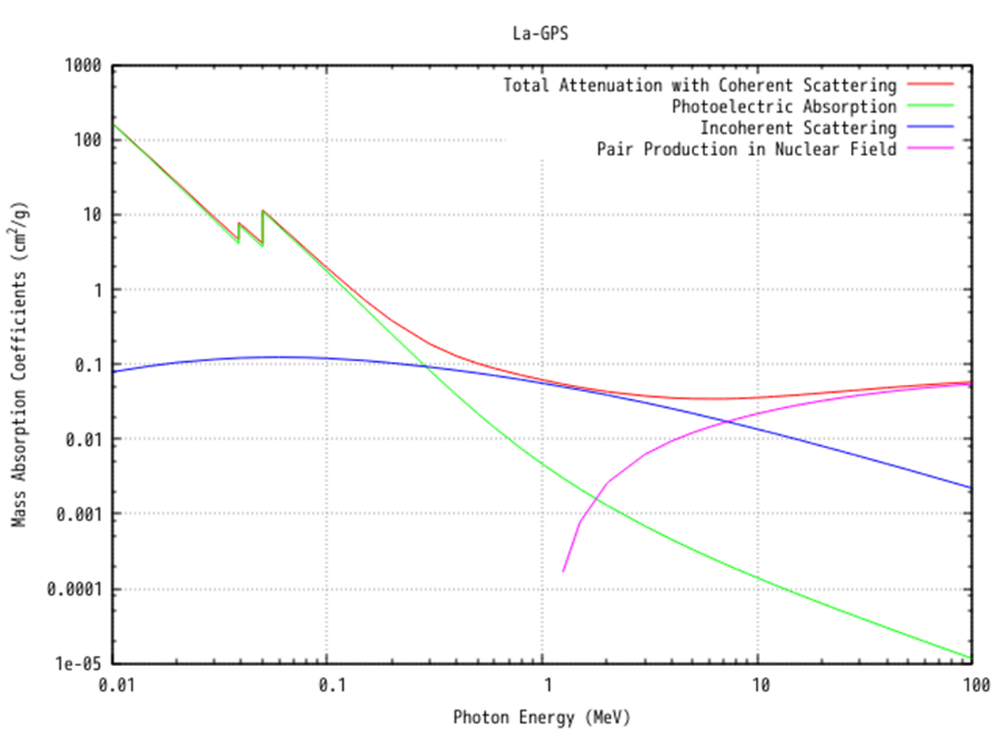 La-GPS
Total Attenuation with Coherent Scattering
Photoelectric Absorption
Incoherent Scattering
Pair Production in Nuclear Field
Mass Absorption Coefficients (cm²/g)
1000
100
10
1
0.1
0.01
0.001
0.0001
1e-05
0.01 0.1 1 10 100
Photon Energy (MeV)